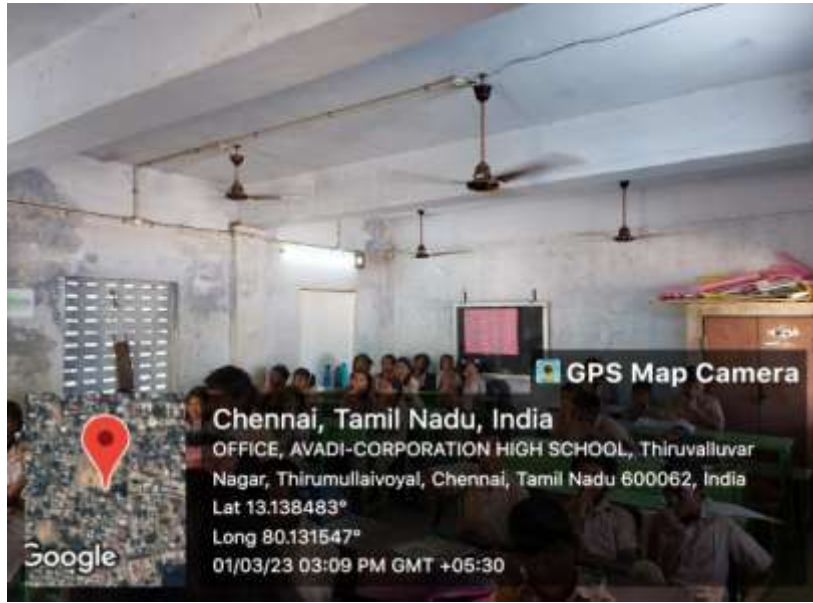 GPS Map Camera
Chennai, Tamil Nadu, India
OFFICE, AVADI-CORPORATION HIGH SCHOOL, Thiruvalluvar
Nagar, Thirumullaivoyal, Chennai, Tamil Nadu 600062, India
Lat 13.138483°
Long 80.131547°
01/03/23 03:09 PM GMT +05:30
Google